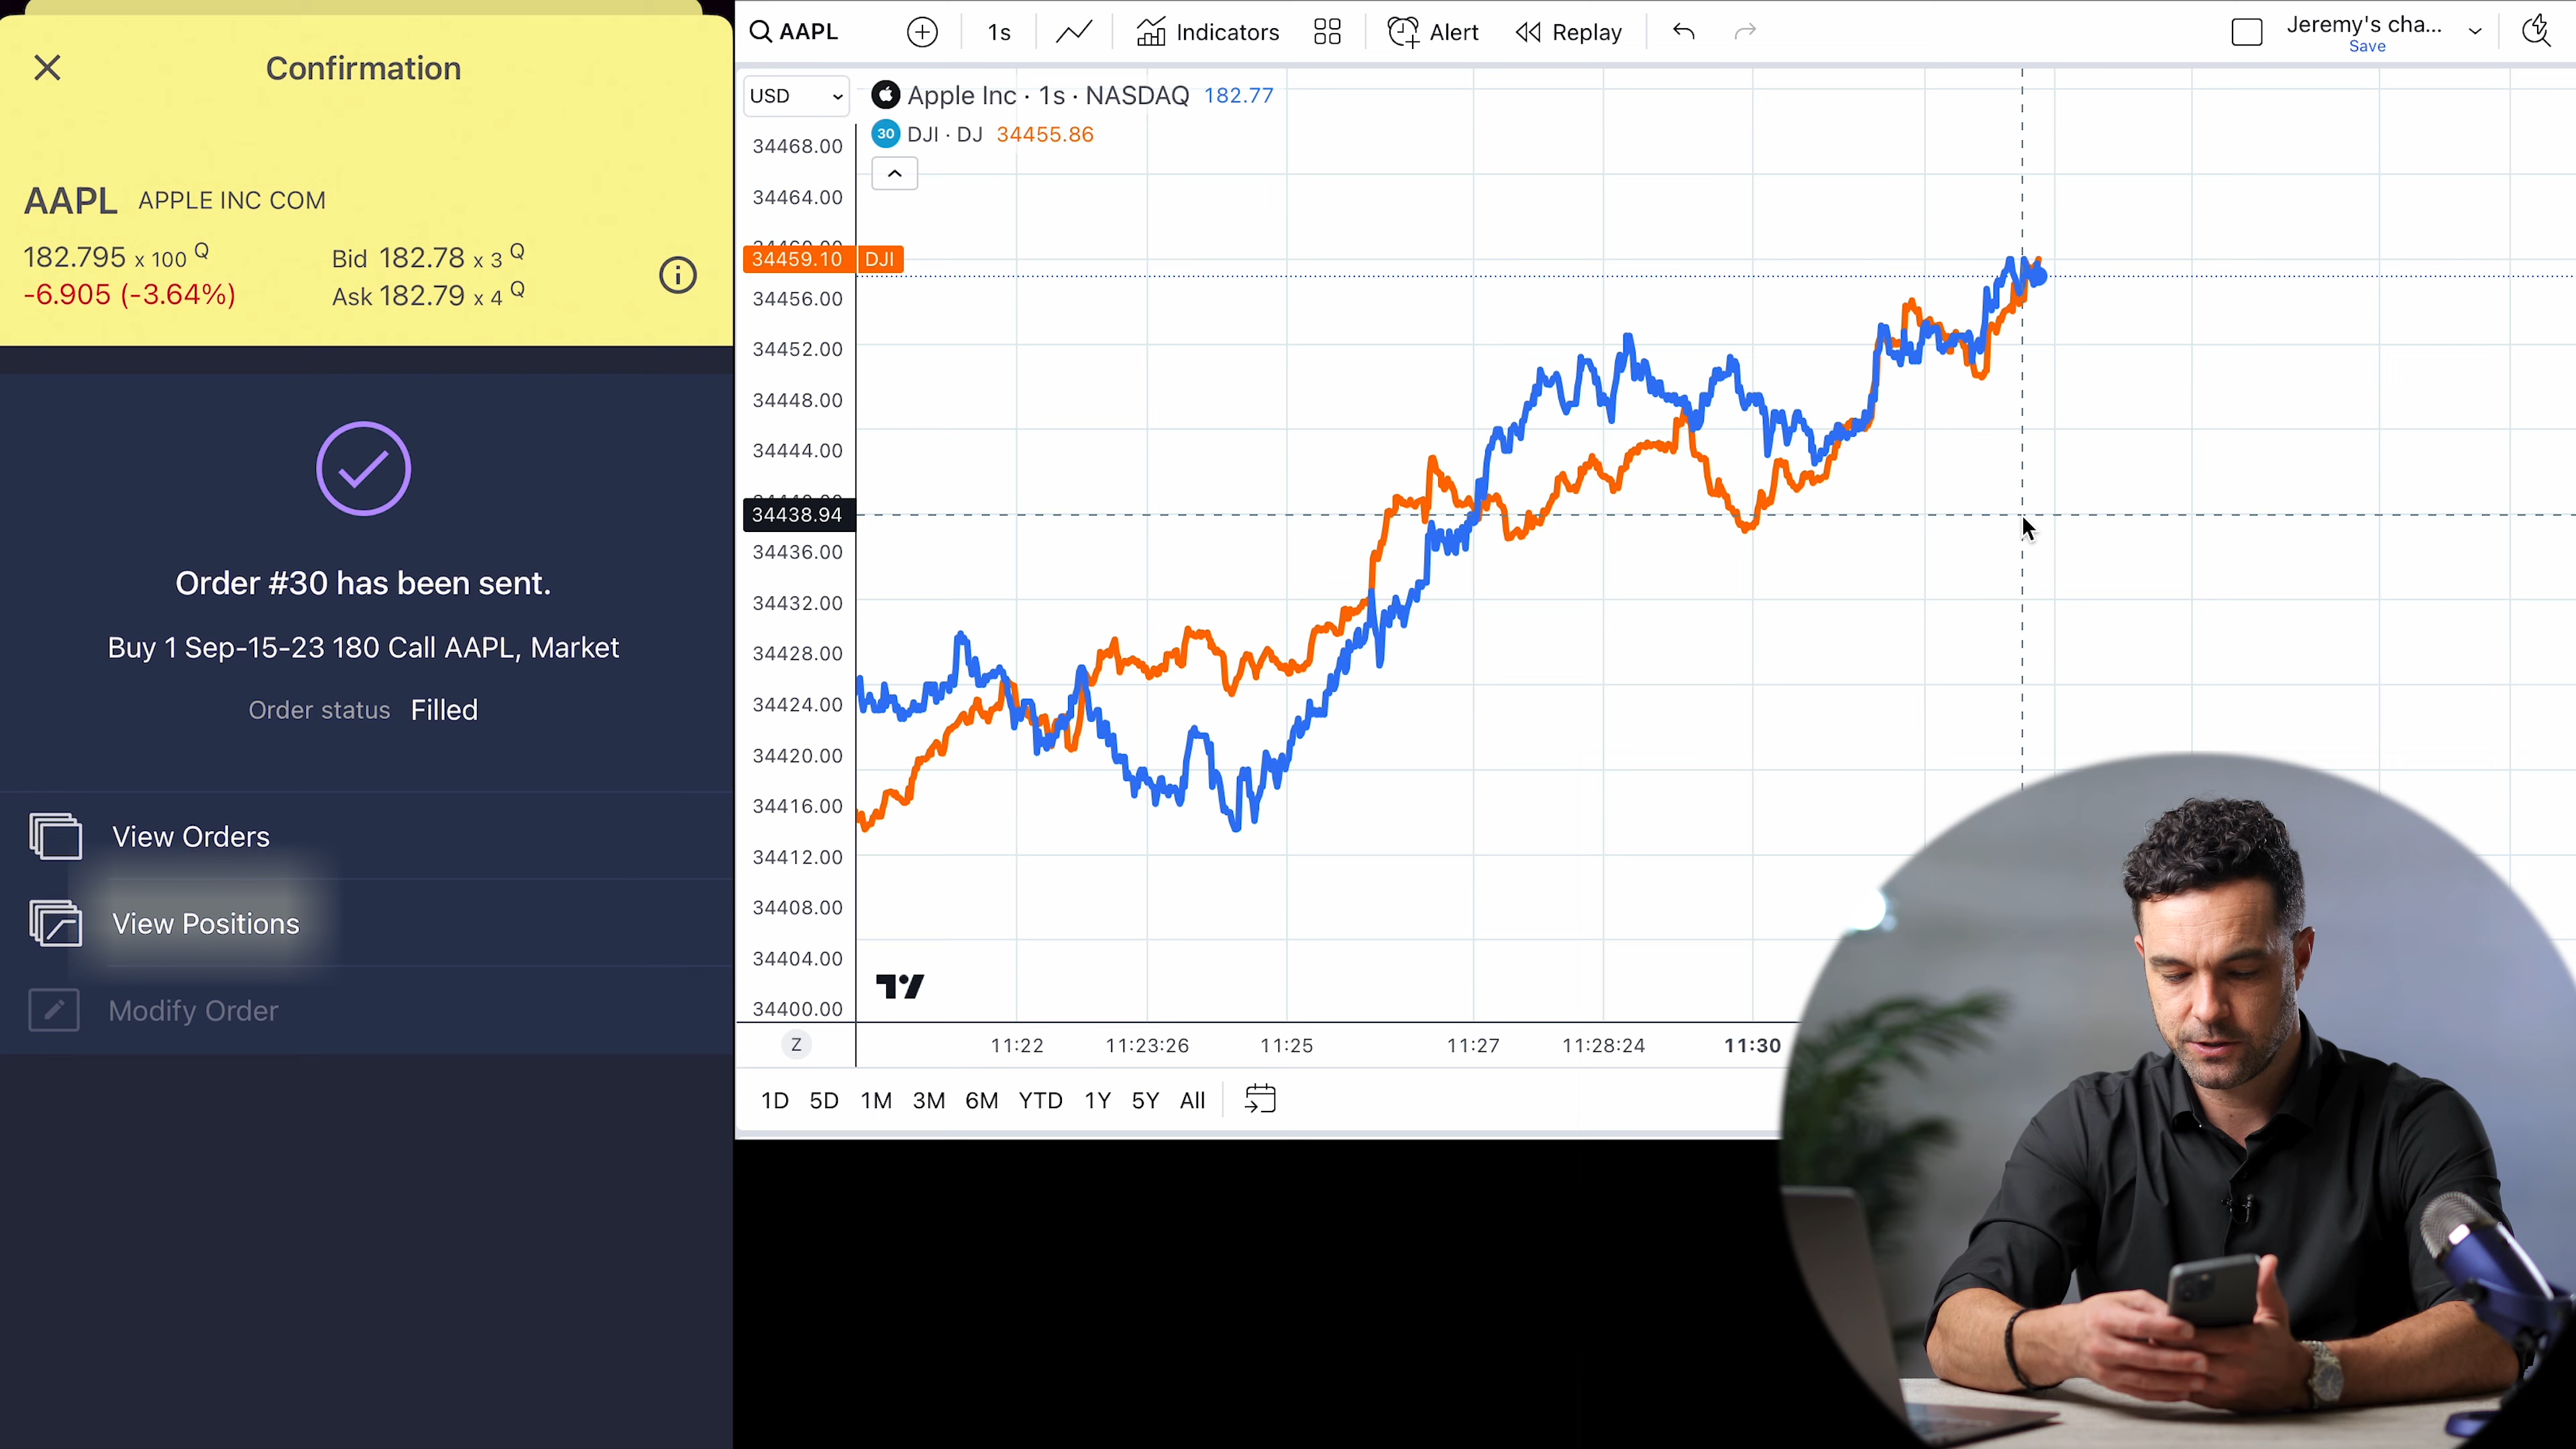 Confirmation
AAPL APPLE INC COM
182.795 x 100 Q
Bid 182.78 x 3 Q
-6.905 (-3.64%)
Ask 182.79 x 4 Q
Order #30 has been sent.
Buy 1 Sep-15-23 180 Call AAPL, Market
Order status Filled
View Orders
View Positions
Modify Order
AAPL
1s
Indicators
Alert
Replay
Jeremy's cha...
Save
USD
Apple Inc · 1s · NASDAQ 182.77
30 DJI · DJ 34455.86
34468.00
34464.00
34459.10 DJI
34456.00
34452.00
34448.00
34444.00
34438.94
34436.00
34432.00
34428.00
34424.00
34420.00
34416.00
34412.00
34408.00
34404.00
34400.00
Z
11:22 11:23:26 11:25 11:27 11:28:24 11:30
1D 5D 1M 3M 6M YTD 1Y 5Y All